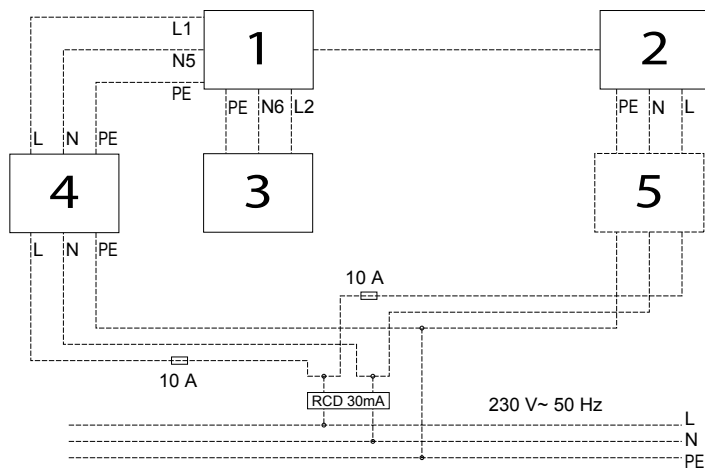 L1
N5
PE
1
2
PE N6 L2
PE N L
L N PE
4
3
5
L N PE
10 A
10 A
RCD 30mA
230 V~ 50 Hz
L
N
PE